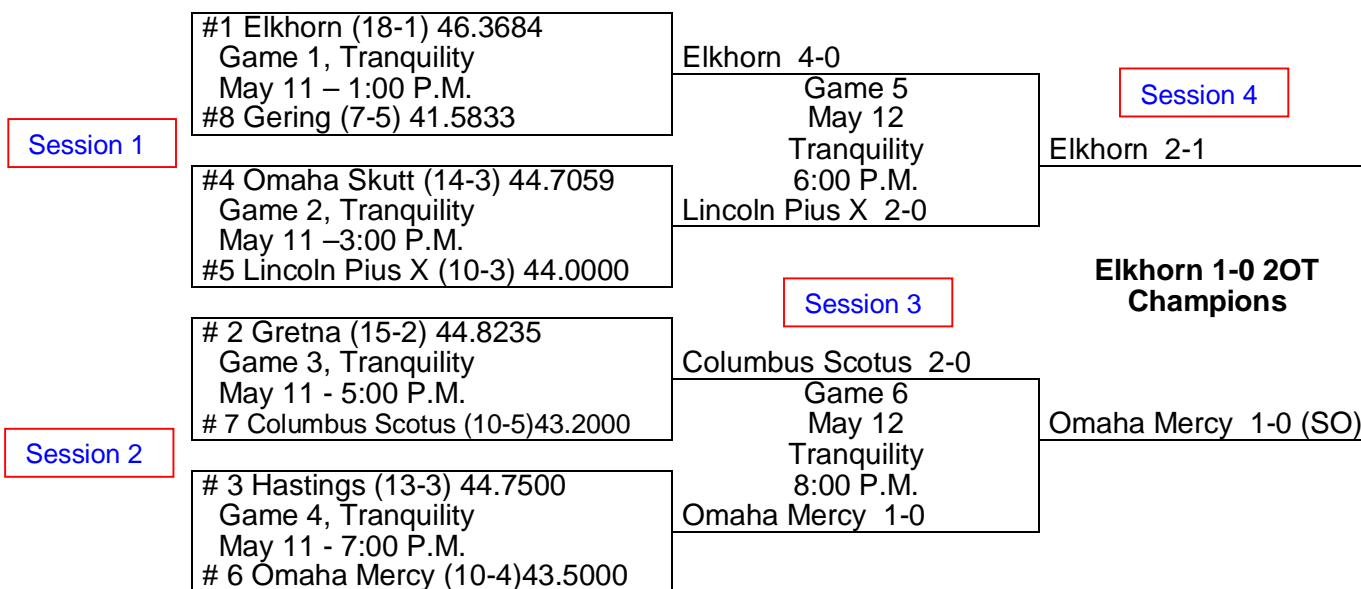 #1 Elkhorn (18-1) 46.3684
Game 1, Tranquility
May 11 – 1:00 P.M.
#8 Gering (7-5) 41.5833
Session 1
#4 Omaha Skutt (14-3) 44.7059
Game 2, Tranquility
May 11 –3:00 P.M.
#5 Lincoln Pius X (10-3) 44.0000
# 2 Gretna (15-2) 44.8235
Game 3, Tranquility
May 11 - 5:00 P.M.
# 7 Columbus Scotus (10-5)43.2000
Session 2
# 3 Hastings (13-3) 44.7500
Game 4, Tranquility
May 11 - 7:00 P.M.
# 6 Omaha Mercy (10-4)43.5000
Elkhorn 4-0
Game 5
May 12
Tranquility
6:00 P.M.
Lincoln Pius X 2-0
Session 3
Columbus Scotus 2-0
Game 6
May 12
Tranquility
8:00 P.M.
Omaha Mercy 1-0
Session 4
Elkhorn 2-1
Elkhorn 1-0 2OT
Champions
Omaha Mercy 1-0 (SO)